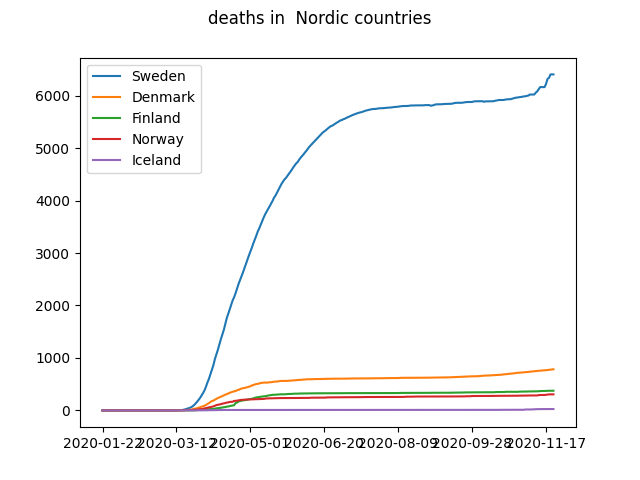 deaths in  Nordic countries
Sweden
Denmark
Finland
Norway
Iceland
6000
5000
4000
3000
2000
1000
0
2020-01-22 2020-03-12 2020-05-01 2020-06-20 2020-08-09 2020-09-28 2020-11-17